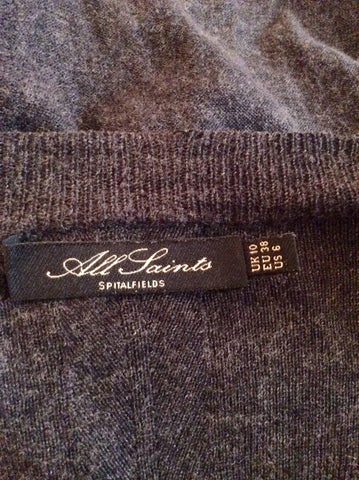 All Saints
SPITALFIELDS
UK 10
EU 38
US 6